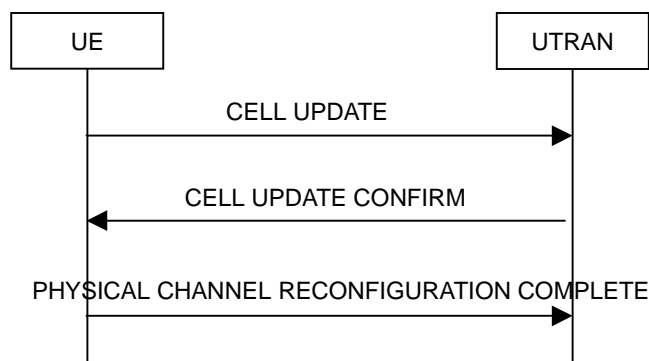 UE
UTRAN
CELL UPDATE
CELL UPDATE CONFIRM
PHYSICAL CHANNEL RECONFIGURATION COMPLETE